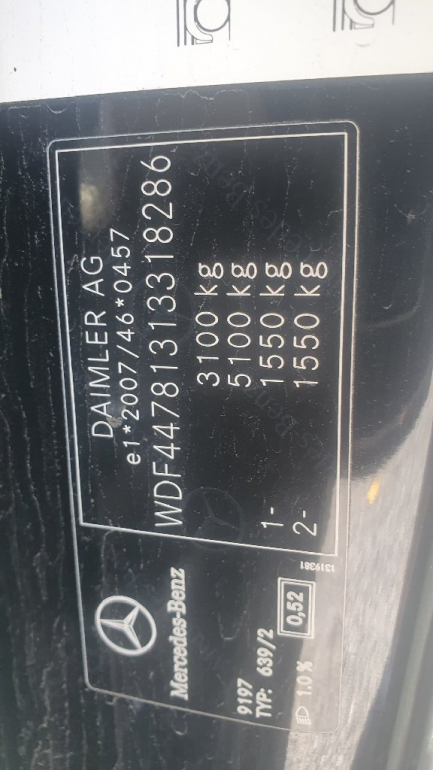 DAIMLER AG
e1*2007/46*0457
WDF44781313318286
3100 kg
5100 kg
1- 1550 kg
2- 1550 kg
Mercedes-Benz
9197
TYP: 639/2
0,52
1.0 %
1319381